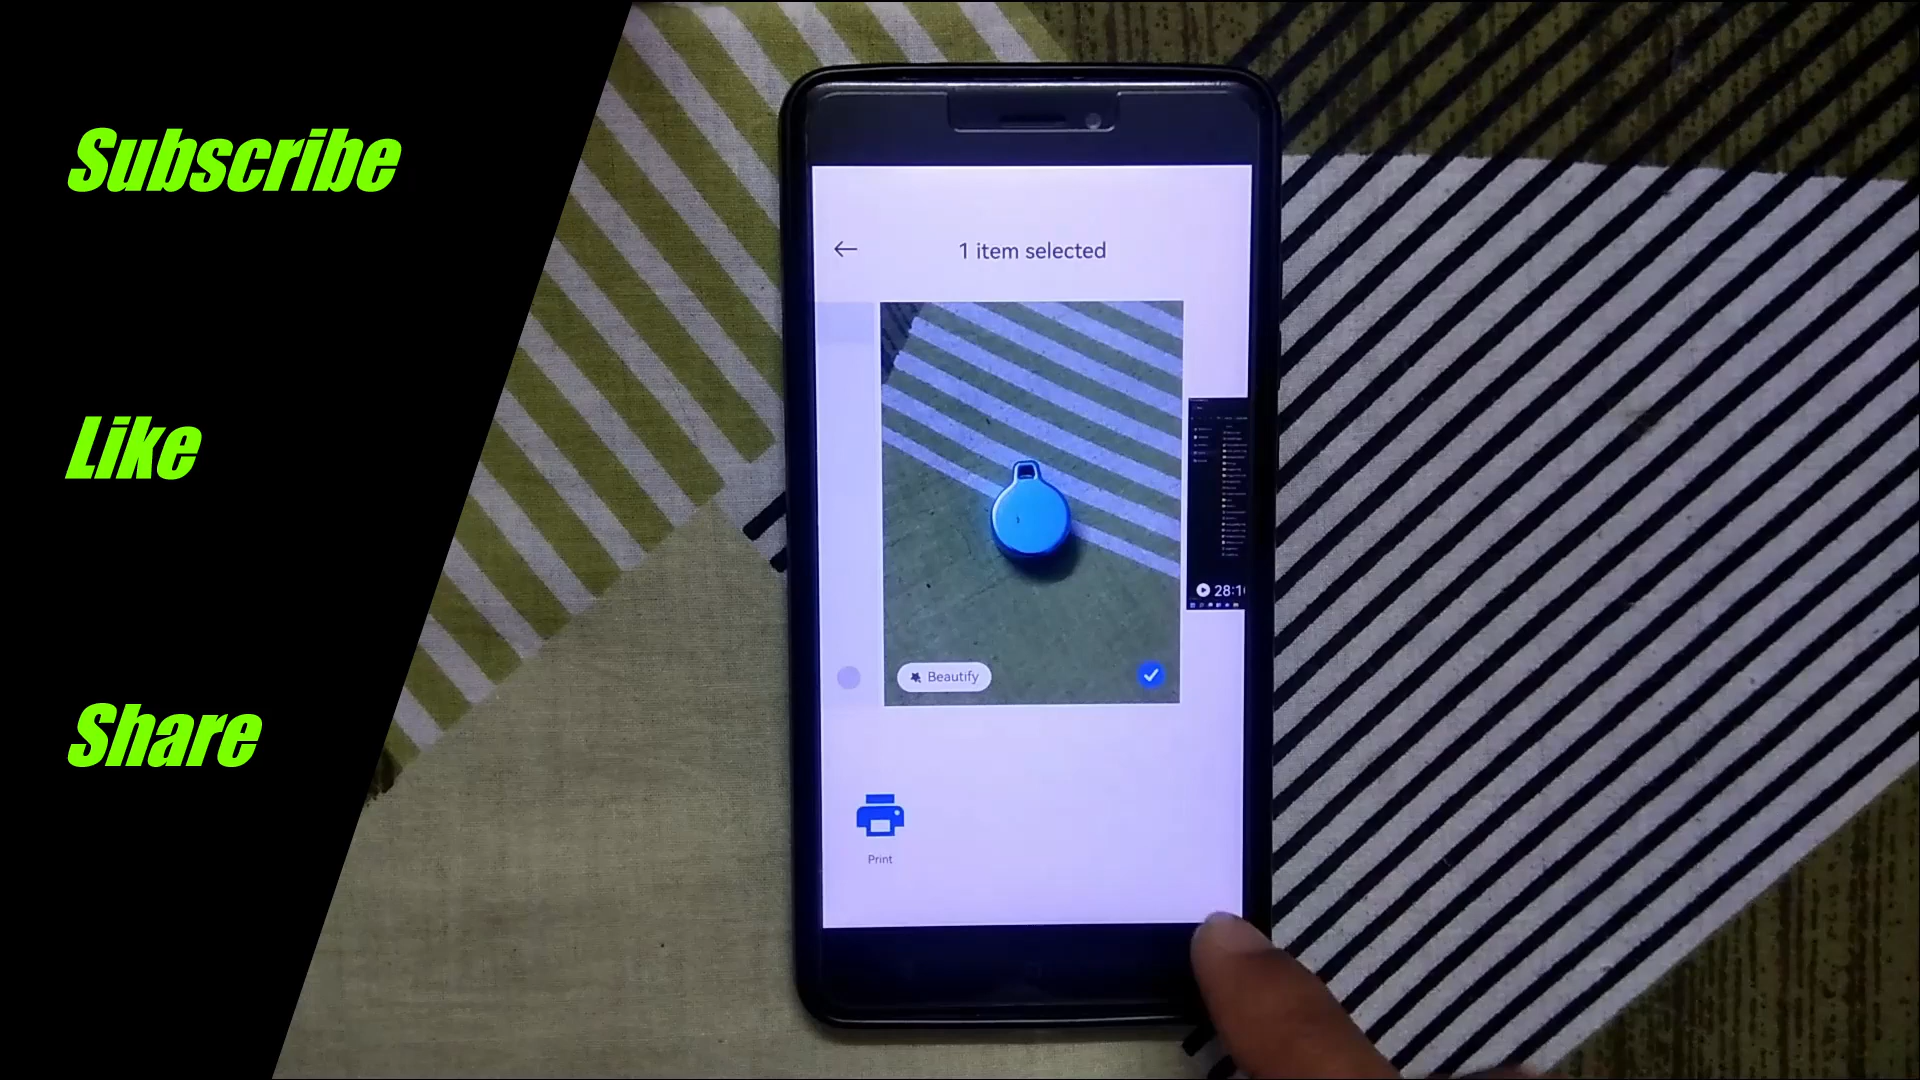 Subscribe
Like
Share
1 item selected
Beautify
Print